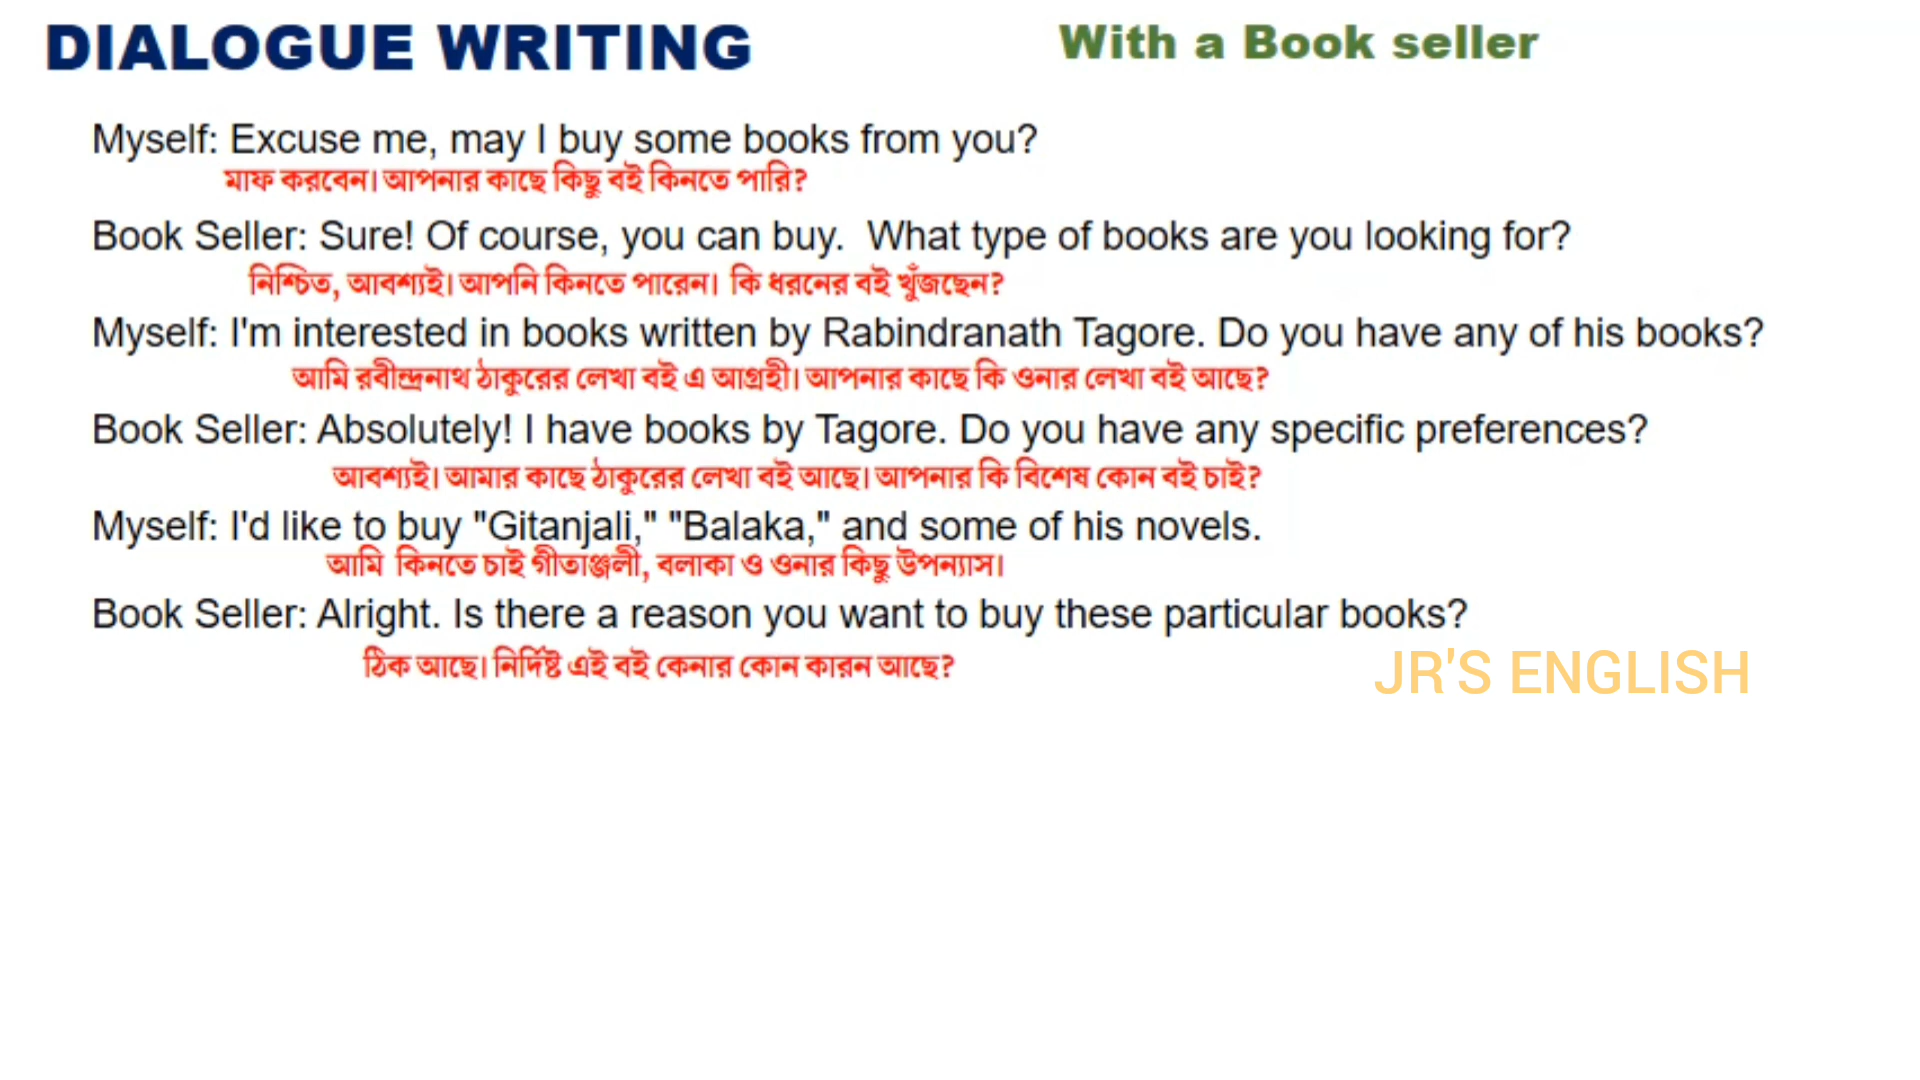 DIALOGUE WRITING With a Book seller
Myself: Excuse me, may I buy some books from you?
মাফ করবেন। আপনার কাছে কিছু বই কিনতে পারি?
Book Seller: Sure! Of course, you can buy.  What type of books are you looking for?
নিশ্চিত, আবশ্যই। আপনি কিনতে পারেন। কি ধরনের বই খুঁজছেন?
Myself: I'm interested in books written by Rabindranath Tagore. Do you have any of his books?
আমি রবীন্দ্রনাথ ঠাকুরের লেখা বই এ আগ্রহী। আপনার কাছে কি ওনার লেখা বই আছে?
Book Seller: Absolutely! I have books by Tagore. Do you have any specific preferences?
আবশ্যই। আমার কাছে ঠাকুরের লেখা বই আছে। আপনার কি বিশেষ কোন বই চাই?
Myself: I'd like to buy "Gitanjali," "Balaka," and some of his novels.
আমি কিনতে চাই গীতাঞ্জলী, বলাকা ও ওনার কিছু উপন্যাস।
Book Seller: Alright. Is there a reason you want to buy these particular books?
ঠিক আছে। নির্দিষ্ট এই বই কেনার কোন কারন আছে?
JR'S ENGLISH